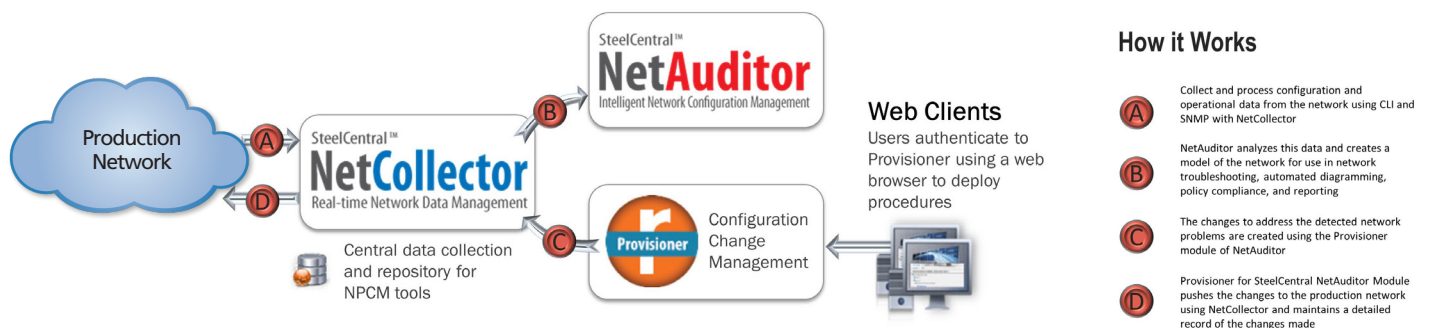 Production
Network
A
D
SteelCentral™
NetCollector
Real-time Network Data Management
Central data collection
and repository for
NPCM tools
B
SteelCentral™
NetAuditor
Intelligent Network Configuration Management
C
r
Provisioner
Configuration
Change
Management
Web Clients
Users authenticate to
Provisioner using a web
browser to deploy
procedures
How it Works
A
Collect and process configuration and
operational data from the network using CLI and
SNMP with NetCollector
B
NetAuditor analyzes this data and creates a
model of the network for use in network
troubleshooting, automated diagramming,
policy compliance, and reporting
C
The changes to address the detected network
problems are created using the Provisioner
module of NetAuditor
D
Provisioner for SteelCentral NetAuditor Module
pushes the changes to the production network
using NetCollector and maintains a detailed
record of the changes made